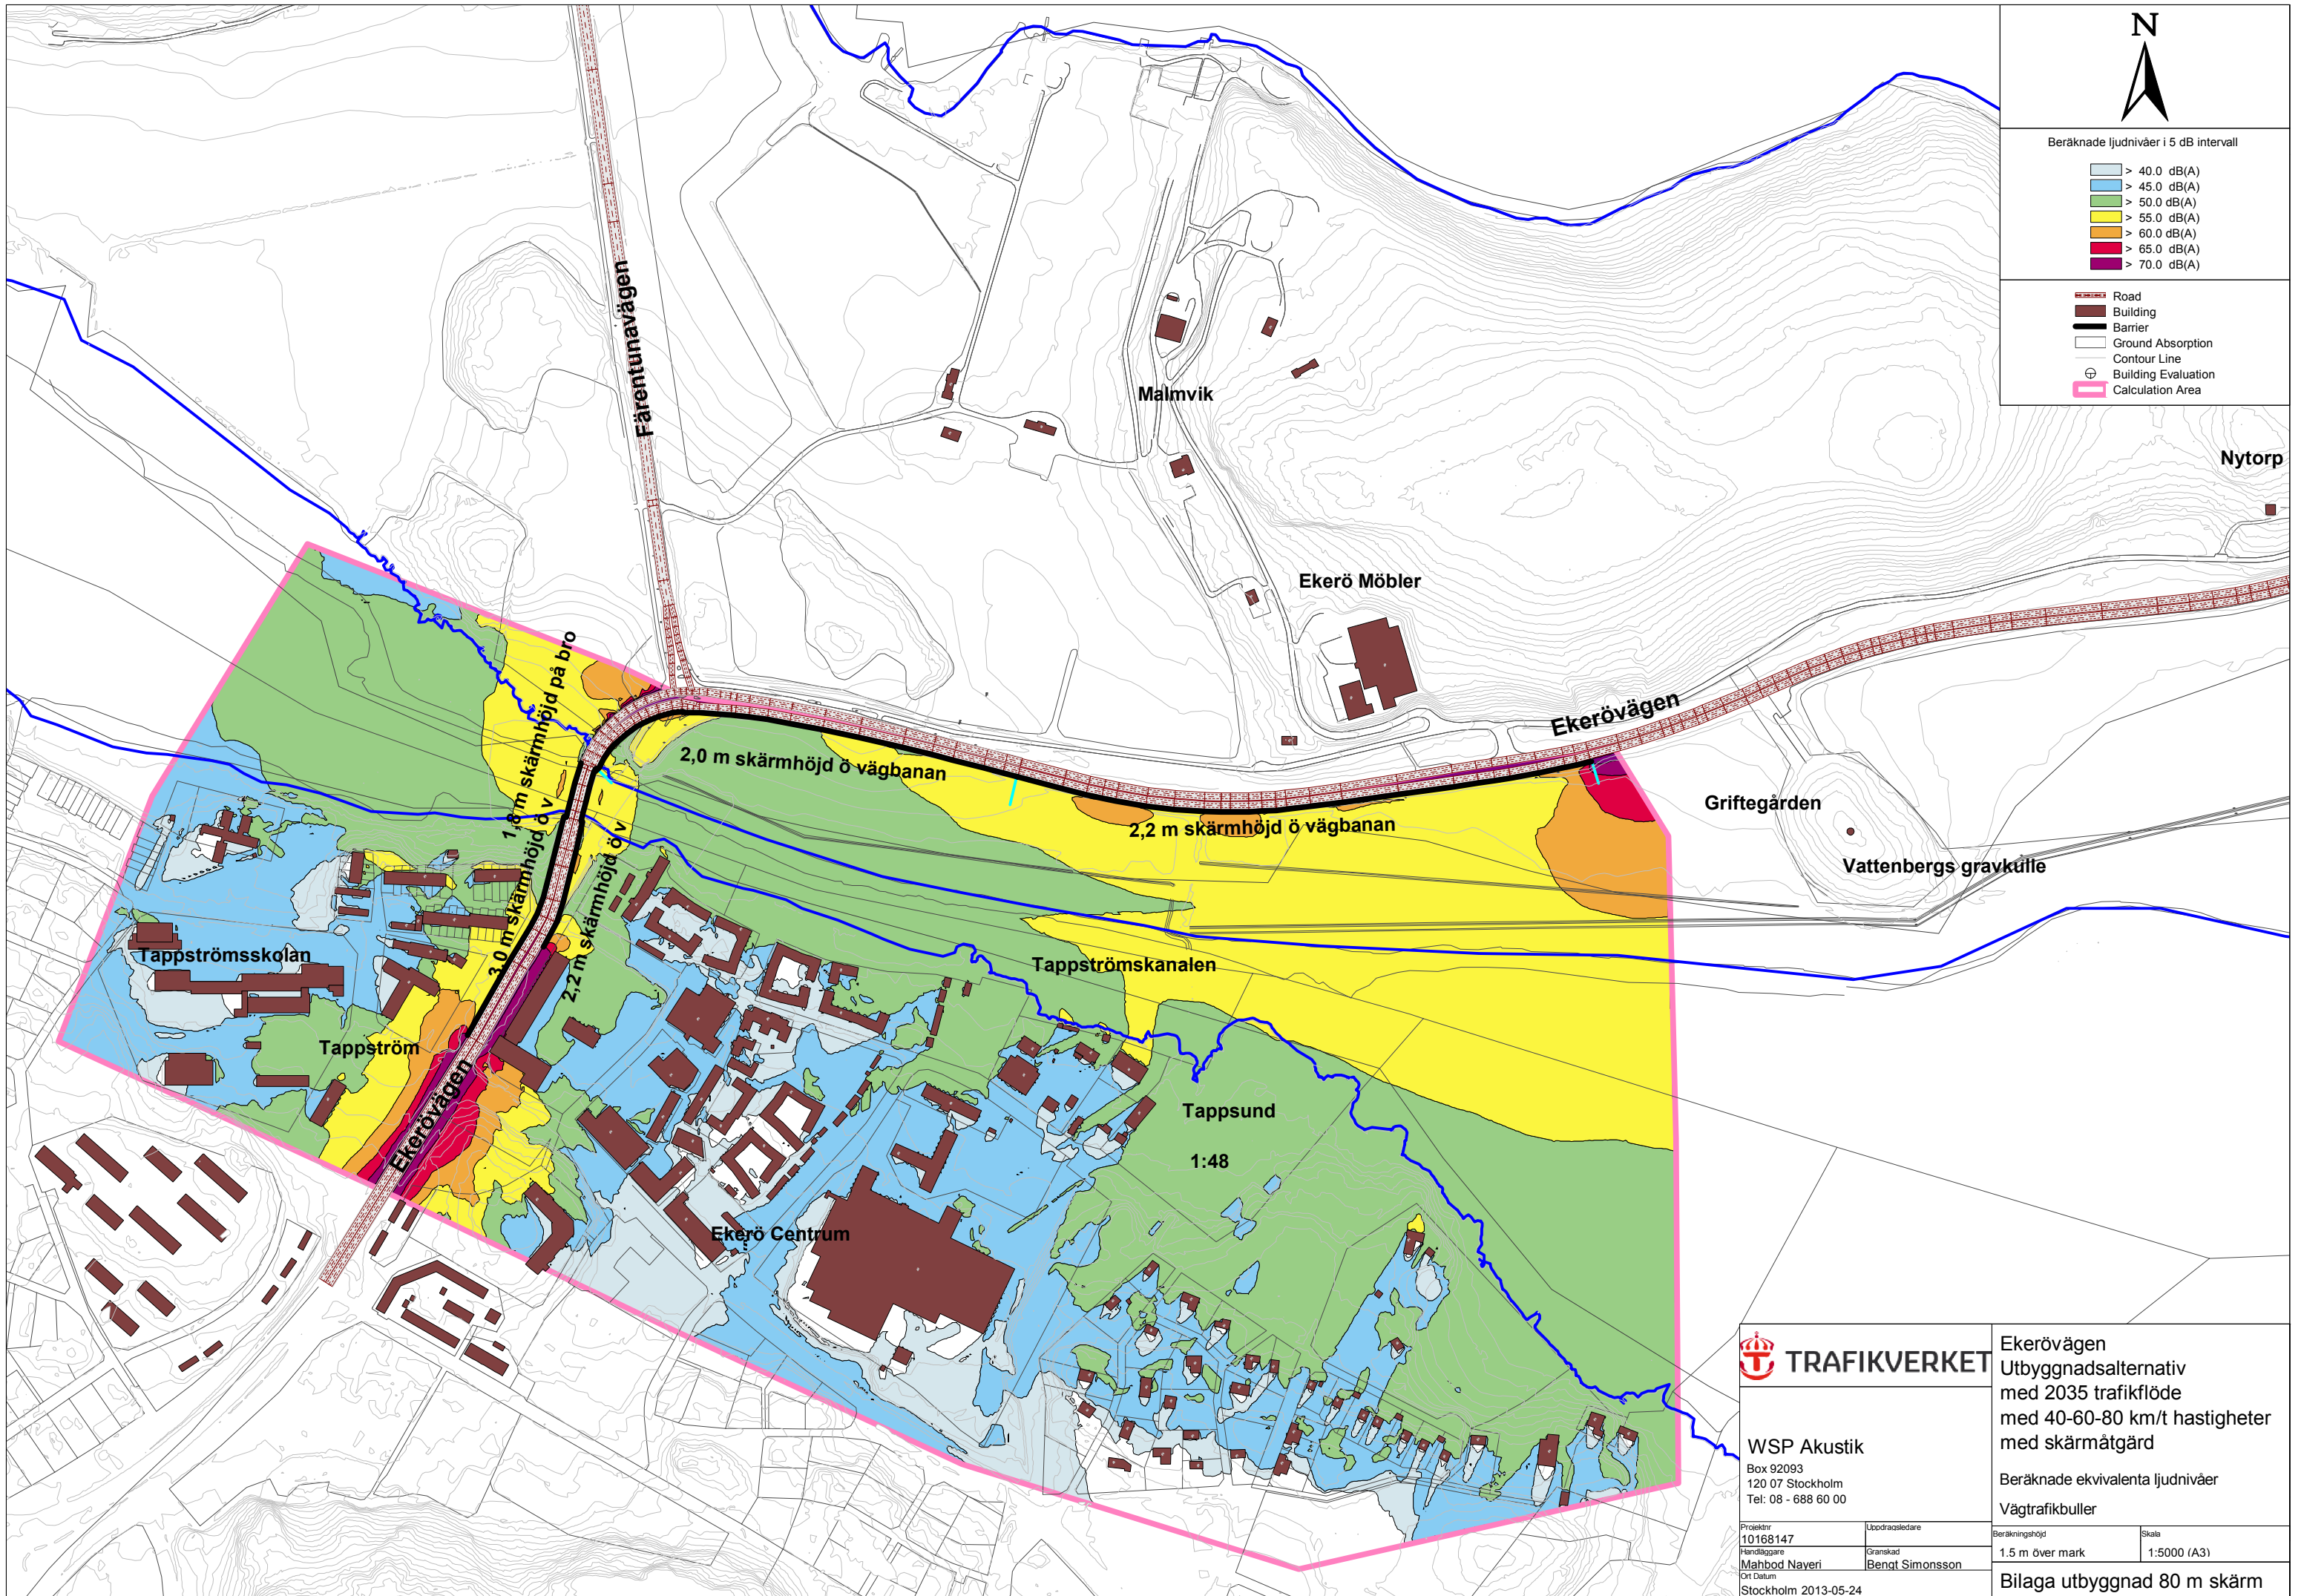 N
Beräknade ljudnivåer i 5 dB intervall
> 40.0 dB(A)
> 45.0 dB(A)
> 50.0 dB(A)
> 55.0 dB(A)
> 60.0 dB(A)
> 65.0 dB(A)
> 70.0 dB(A)
Road
Building
Barrier
Ground Absorption
Contour Line
Building Evaluation
Calculation Area
Färentunavägen
Malmvik
Nytorp
Ekerö Möbler
Ekerövägen
1,8 m skärmhöjd på bro
2,0 m skärmhöjd ö vägbanan
2,2 m skärmhöjd ö vägbanan
Griftegården
Vattenbergs gravkulle
3,0 m skärmhöjd ö v
2,2 m skärmhöjd ö v
Tappströmsskolan
Tappströmskanalen
Tappström
Ekerövägen
Tappsund
1:48
Ekerö Centrum
TRAFIKVERKET
Ekerövägen
Utbyggnadsalternativ
med 2035 trafikflöde
med 40-60-80 km/t hastigheter
med skärmåtgärd
Beräknade ekvivalenta ljudnivåer
Vägtrafikbuller
WSP Akustik
Box 92093
120 07 Stockholm
Tel: 08 - 688 60 00
Projektnr
10168147
Uppdragsledare
Handläggare
Mahbod Nayeri
Granskad
Bengt Simonsson
Ort Datum
Stockholm 2013-05-24
Beräkningshöjd
1.5 m över mark
Skala
1:5000 (A3)
Bilaga utbyggnad 80 m skärm